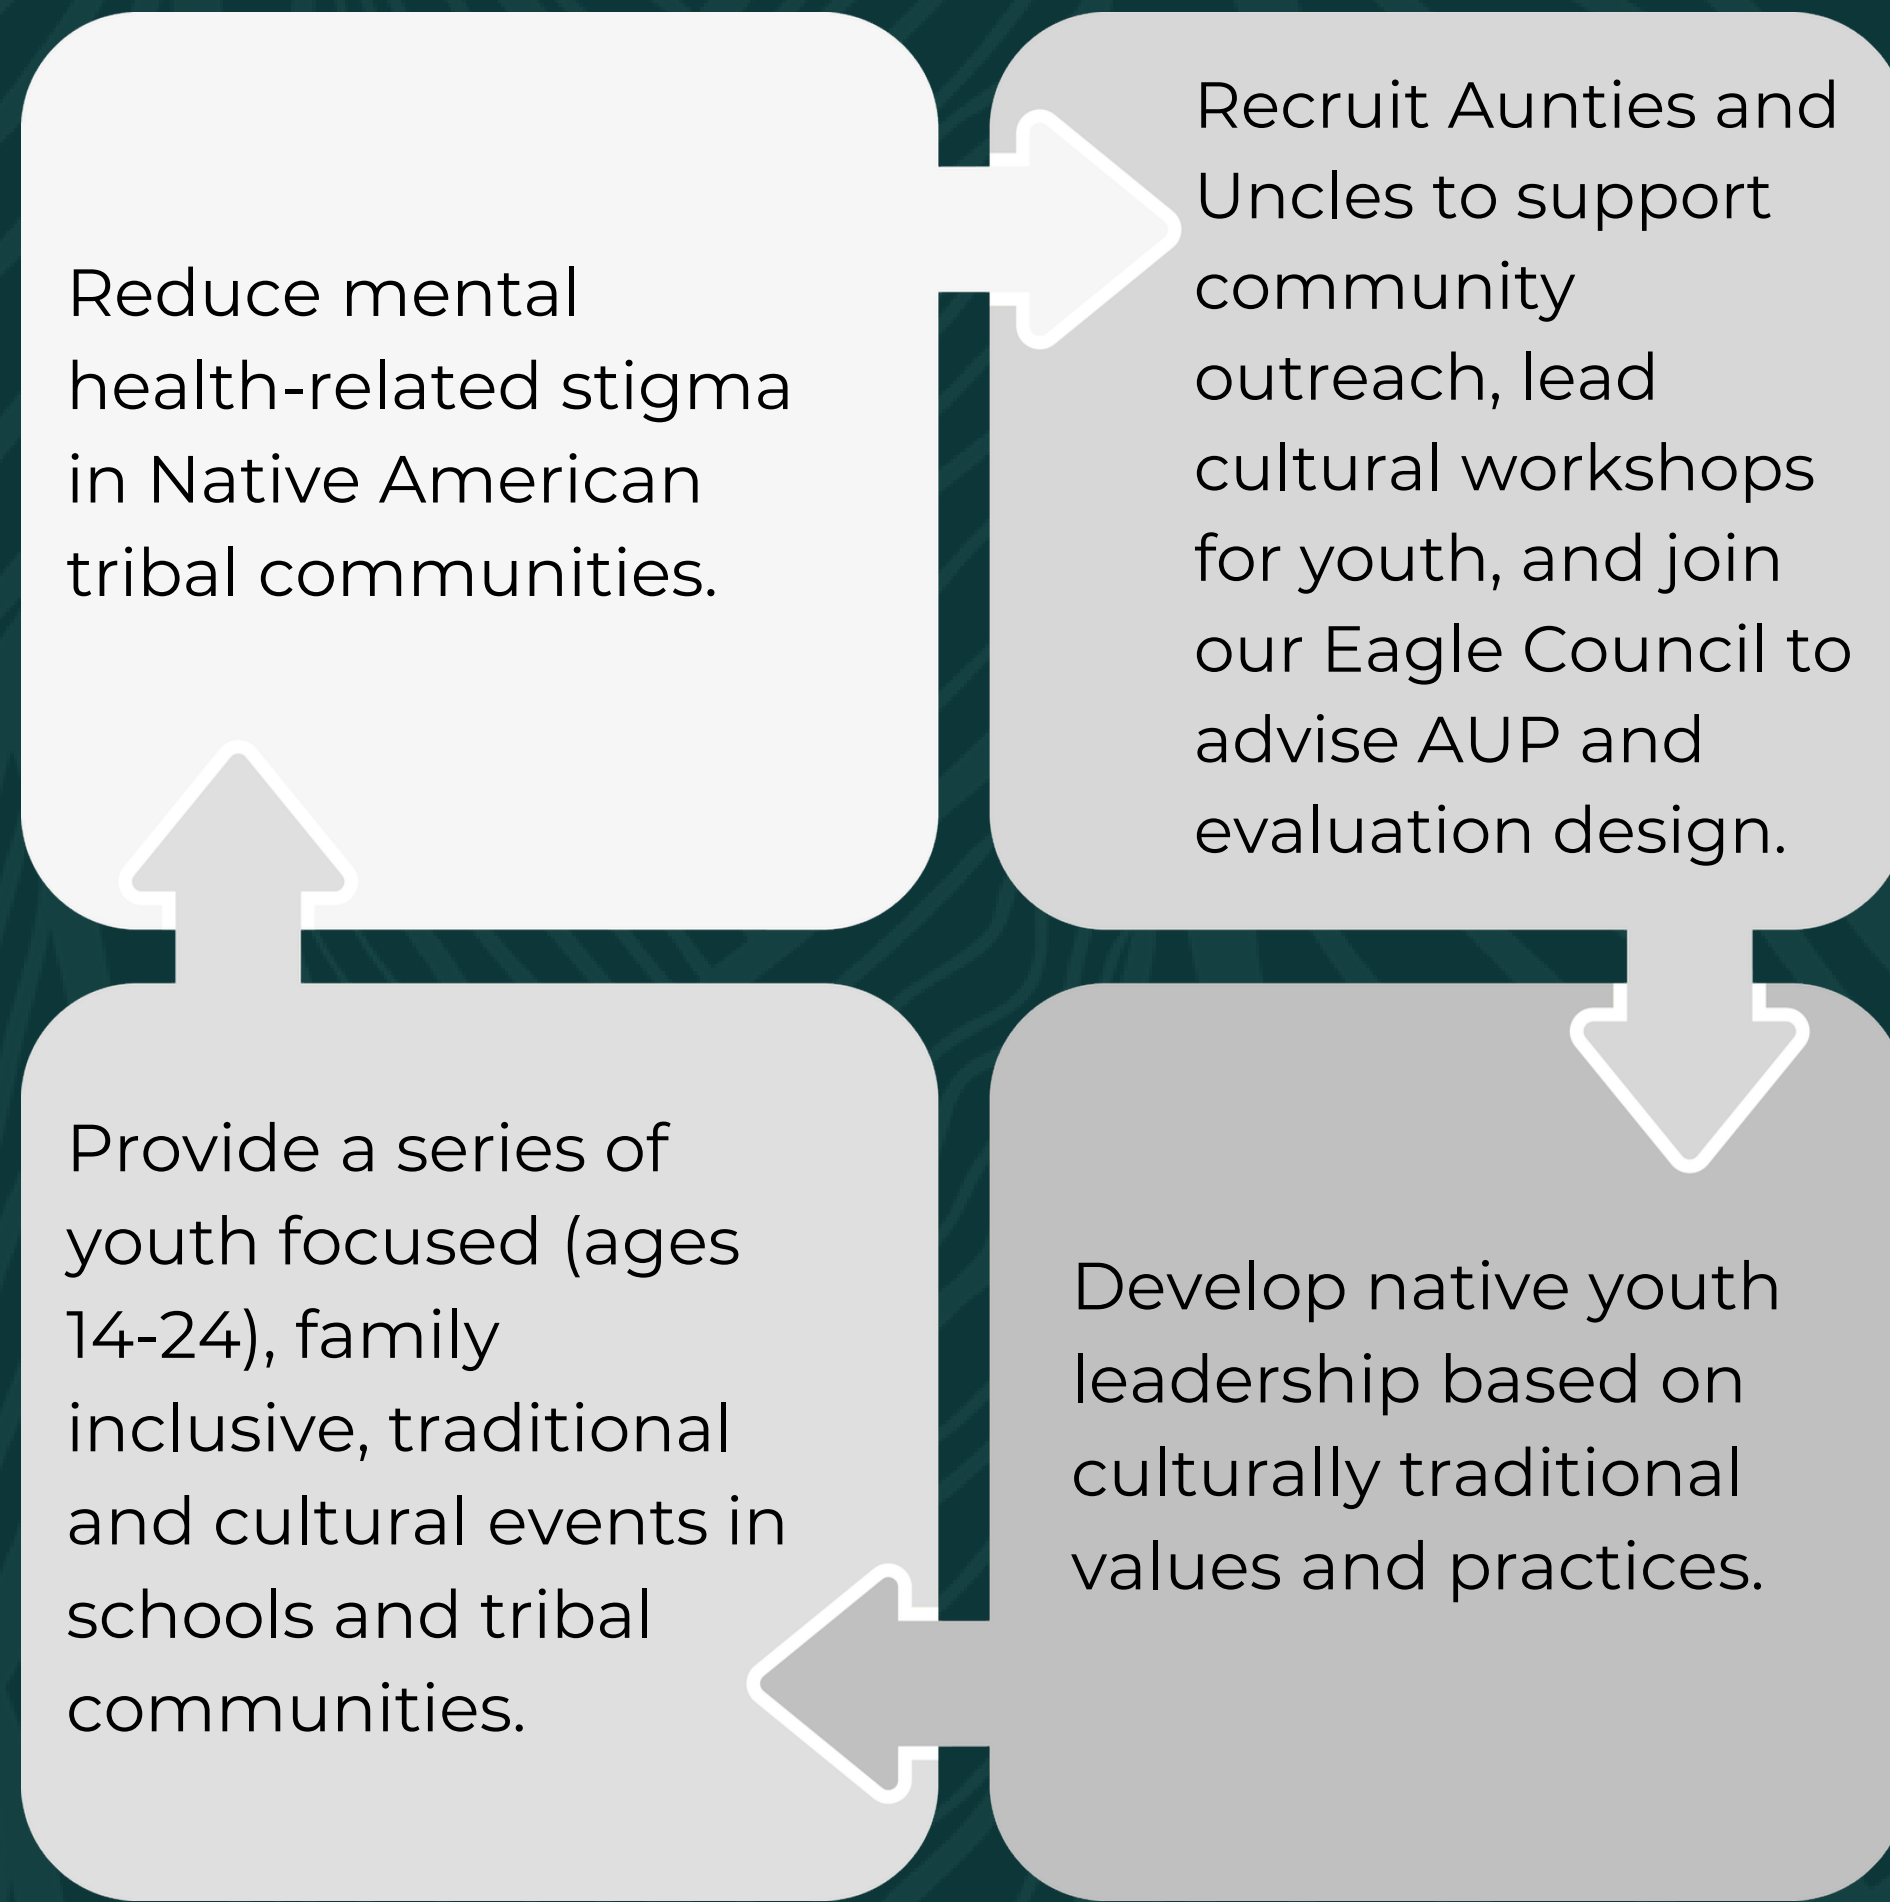 Reduce mental
health-related stigma
in Native American
tribal communities.
Recruit Aunties and
Uncles to support
community
outreach, lead
cultural workshops
for youth, and join
our Eagle Council to
advise AUP and
evaluation design.
Develop native youth
leadership based on
culturally traditional
values and practices.
Provide a series of
youth focused (ages
14-24), family
inclusive, traditional
and cultural events in
schools and tribal
communities.